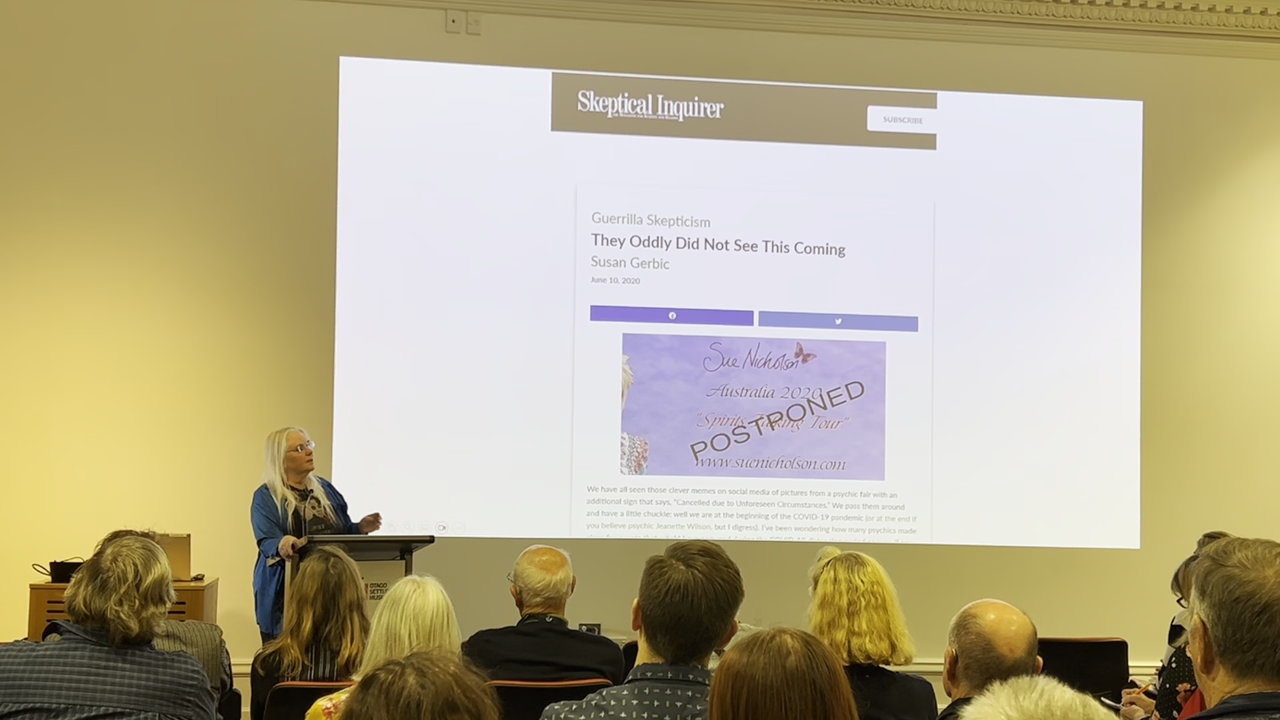 Skeptical Inquirer
SUBSCRIBE
Guerrilla Skepticism
They Oddly Did Not See This Coming
Susan Gerbic
June 10, 2020
Sue Nicholson
Australia 2020
"Spirits Talking Tour"
POSTPONED
www.suenicholson.com
We have all seen those clever memes on social media of pictures from a psychic fair with an
additional sign that says, "Cancelled due to Unforeseen Circumstances." We pass them around
and have a little chuckle; well we are at the beginning of the COVID-19 pandemic (or at the end if
you believe psychic Jeanette Wilson, but I digress). I've been wondering how many psychics made
OTAGO